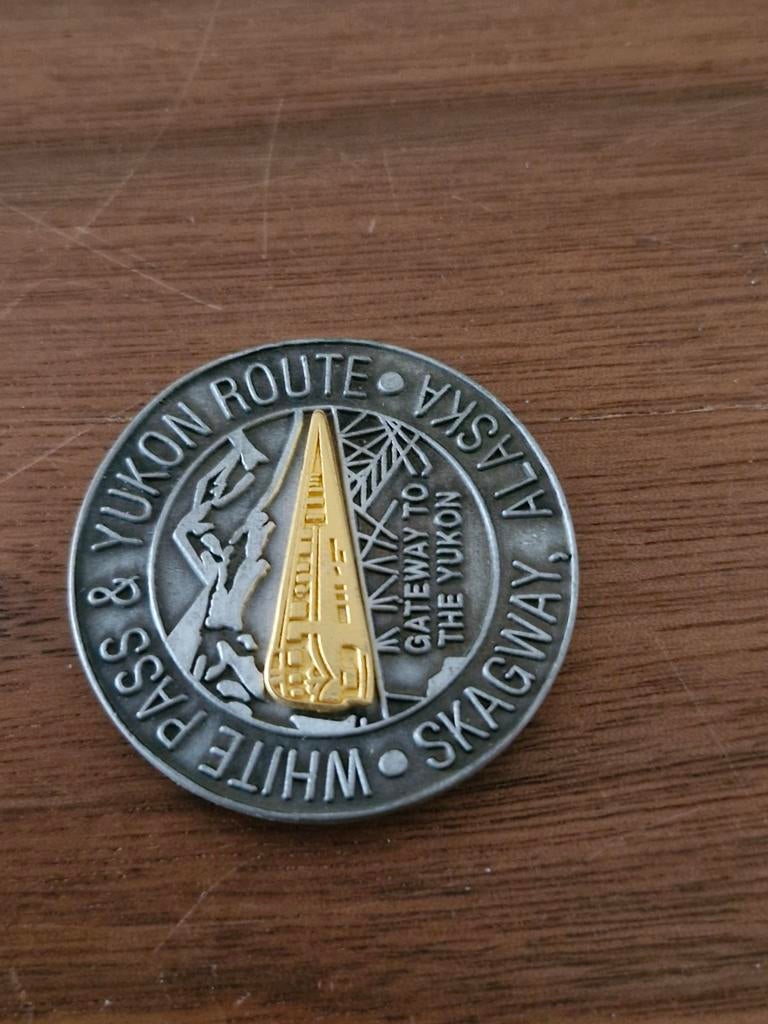 WHITE PASS & YUKON ROUTE
GATEWAY TO
THE YUKON
SKAGWAY, ALASKA